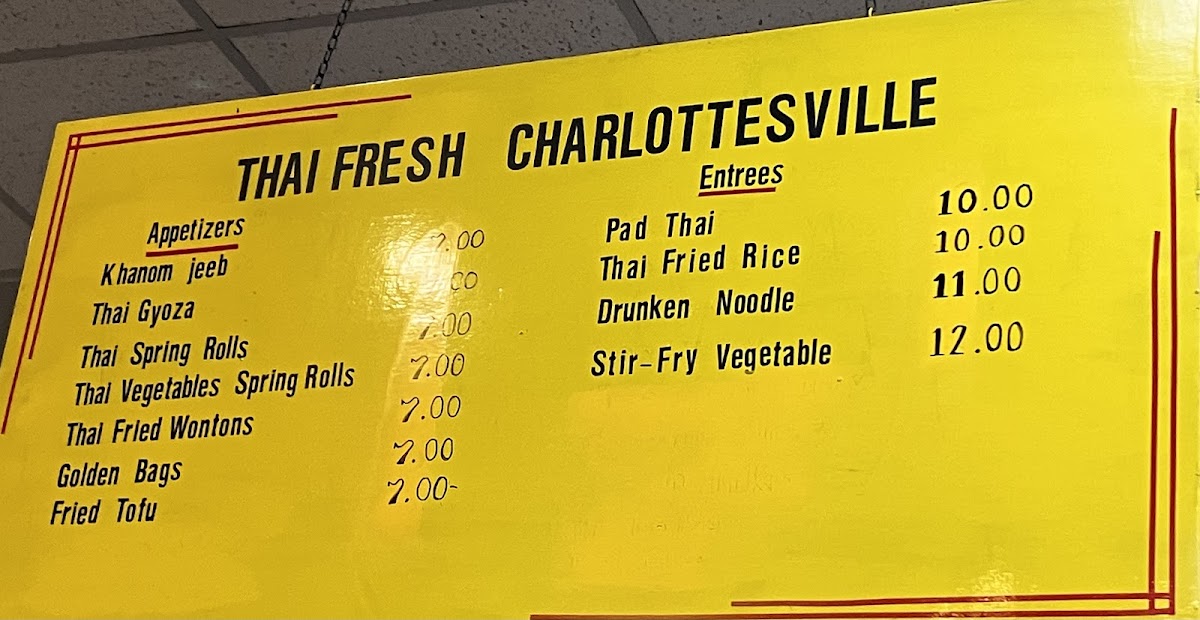 THAI FRESH CHARLOTTESVILLE
Appetizers
Khanom jeeb 7.00
Thai Gyoza
Thai Spring Rolls 7.00
Thai Vegetables Spring Rolls 7.00
Thai Fried Wontons 7.00
Golden Bags 7.00
Fried Tofu 7.00-
Entrees
Pad Thai 10.00
Thai Fried Rice 10.00
Drunken Noodle 11.00
Stir-Fry Vegetable 12.00